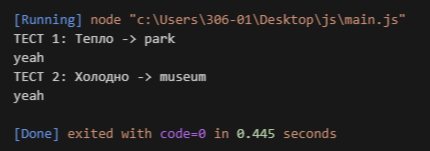 [Running] node "c:\Users\306-01\Desktop\js\main.js"
ТЕСТ 1: Тепло -> park
yeah
ТЕСТ 2: Холодно -> museum
yeah
[Done] exited with code=0 in 0.445 seconds